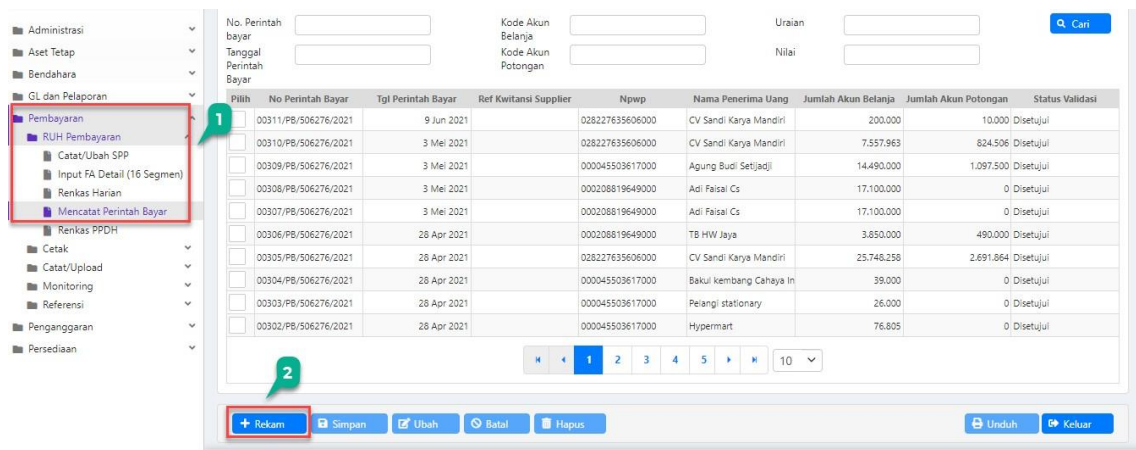 Administrasi
Aset Tetap
Bendahara
GL dan Pelaporan
Pembayaran
RUH Pembayaran
Catat/Ubah SPP
Input FA Detail (16 Segmen)
Renkas Harian
Mencatat Perintah Bayar
Renkas PPDH
Cetak
Catat/Upload
Monitoring
Referensi
Penganggaran
Persediaan
1
No. Perintah bayar Kode Akun Belanja Uraian Cari
Tanggal Perintah Bayar Kode Akun Potongan Nilai
Pilih No Perintah Bayar Tgl Perintah Bayar Ref Kwitansi Supplier Npwp Nama Penerima Uang Jumlah Akun Belanja Jumlah Akun Potongan Status Validasi
00311/PB/506276/2021 9 Jun 2021 028227635606000 CV Sandi Karya Mandiri 200.000 10.000 Disetujui
00310/PB/506276/2021 3 Mei 2021 028227635606000 CV Sandi Karya Mandiri 7.557.963 824.506 Disetujui
00309/PB/506276/2021 3 Mei 2021 000045503617000 Agung Budi Setijadji 14.490.000 1.097.500 Disetujui
00308/PB/506276/2021 3 Mei 2021 000208819649000 Adi Faisal Cs 17.100.000 0 Disetujui
00307/PB/506276/2021 3 Mei 2021 000208819649000 Adi Faisal Cs 17.100.000 0 Disetujui
00306/PB/506276/2021 28 Apr 2021 000208819649000 TB HW Jaya 3.850.000 490.000 Disetujui
00305/PB/506276/2021 28 Apr 2021 028227635606000 CV Sandi Karya Mandiri 25.748.258 2.691.864 Disetujui
00304/PB/506276/2021 28 Apr 2021 000045503617000 Bakul kembang Cahaya In 39.000 0 Disetujui
00303/PB/506276/2021 28 Apr 2021 000045503617000 Pelangi stationary 26.000 0 Disetujui
00302/PB/506276/2021 28 Apr 2021 000045503617000 Hypermart 76.805 0 Disetujui
1 2 3 4 5 10
2
Rekam Simpan Ubah Batal Hapus Unduh Keluar